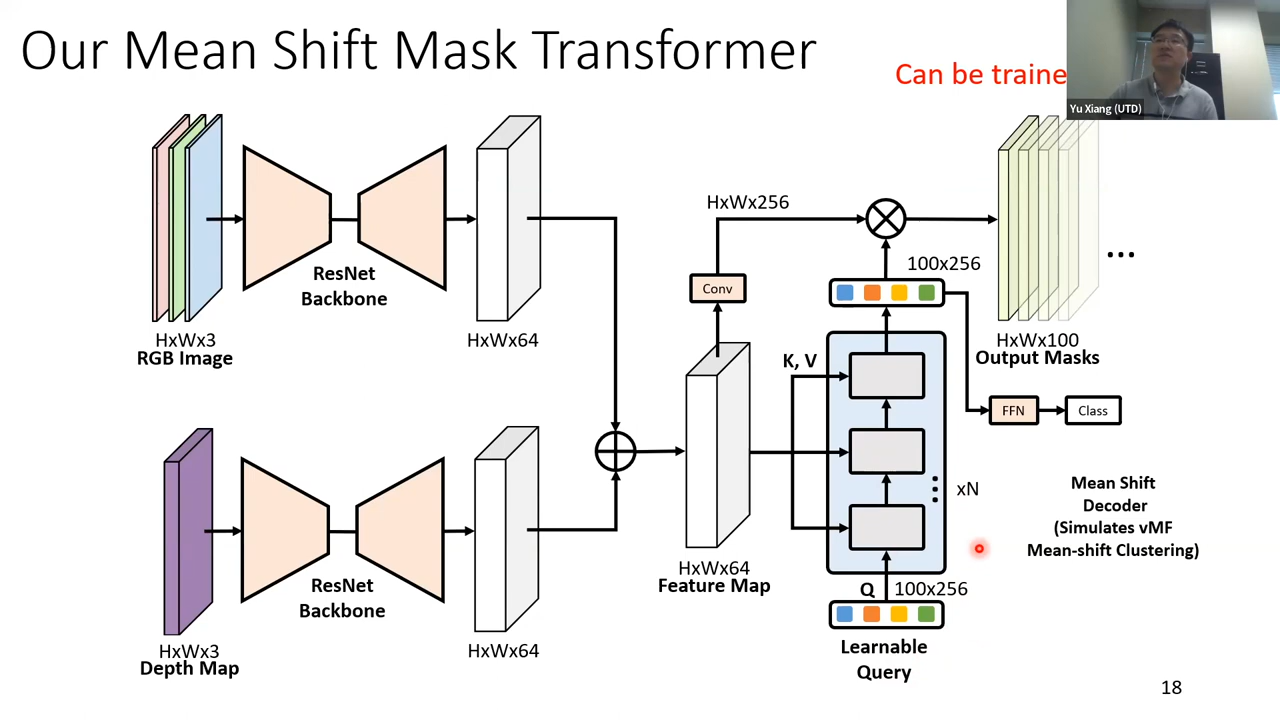 Our Mean Shift Mask Transformer
Can be traine
Yu Xiang (UTD)
HxWx256
ResNet
Backbone
Conv
100x256
...
HxWx3
RGB Image
HxWx64
HxWx100
Output Masks
K, V
FFN
Class
xN
Mean Shift
Decoder
(Simulates vMF
Mean-shift Clustering)
ResNet
Backbone
HxWx64
Feature Map
Q
100x256
HxWx3
Depth Map
HxWx64
Learnable
Query
18